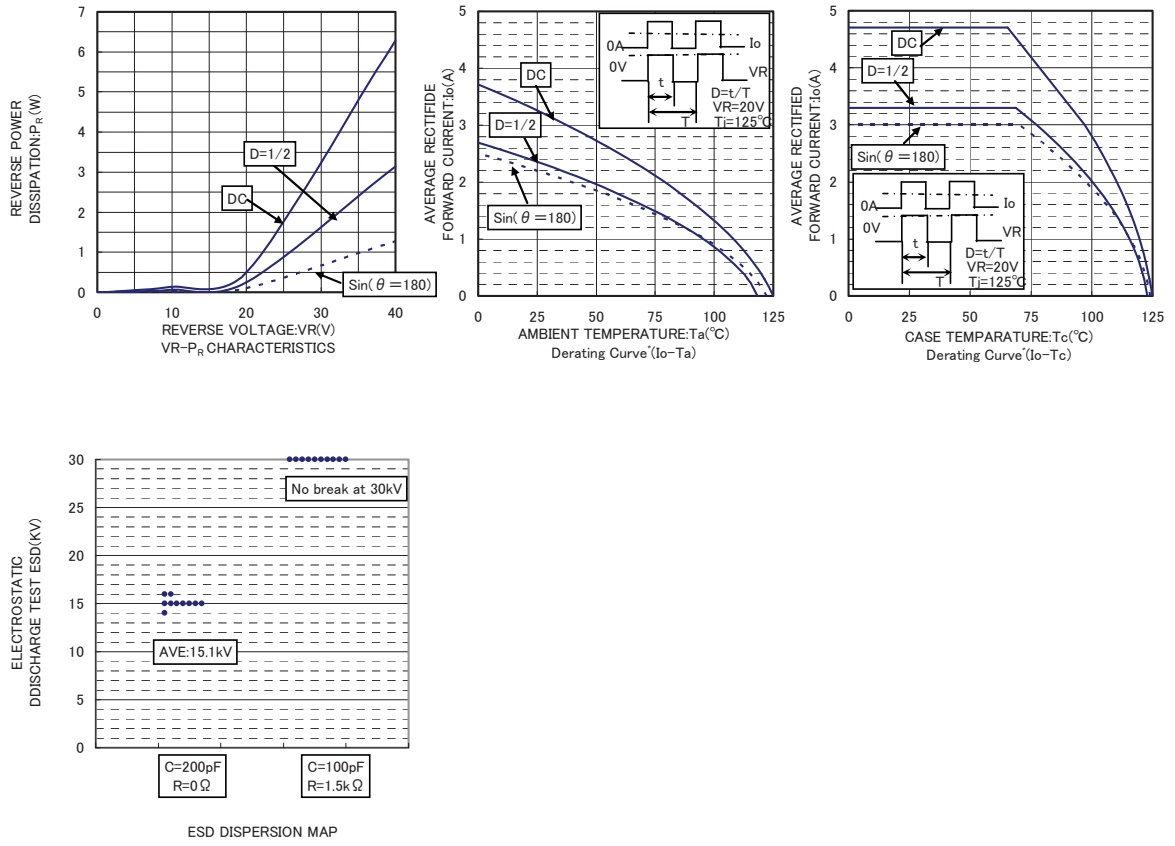 REVERSE POWER
DISSIPATION:PR (W)
7
6
5
4
3
2
1
0
D=1/2
DC
Sin(θ=180)
0 10 20 30 40
REVERSE VOLTAGE:VR(V)
VR-PR CHARACTERISTICS
AVERAGE RECTIFIDE
FORWARD CURRENT:Io(A)
5
4
3
2
1
0
DC
D=1/2
Sin(θ=180)
0A
Io
0V
VR
t
T
D=t/T
VR=20V
Tj=125℃
0 25 50 75 100 125
AMBIENT TEMPERATURE:Ta(℃)
Derating Curve"(Io-Ta)
AVERAGE RECTIFIED
FORWARD CURRENT:Io(A)
5
4
3
2
1
0
DC
D=1/2
Sin(θ=180)
0A
Io
0V
VR
t
T
D=t/T
VR=20V
Tj=125℃
0 25 50 75 100 125
CASE TEMPARATURE:Tc(℃)
Derating Curve"(Io-Tc)
ELECTROSTATIC
DDISCHARGE TEST ESD(KV)
30
25
20
15
10
5
0
No break at 30kV
AVE:15.1kV
C=200pF
R=0Ω
C=100pF
R=1.5kΩ
ESD DISPERSION MAP